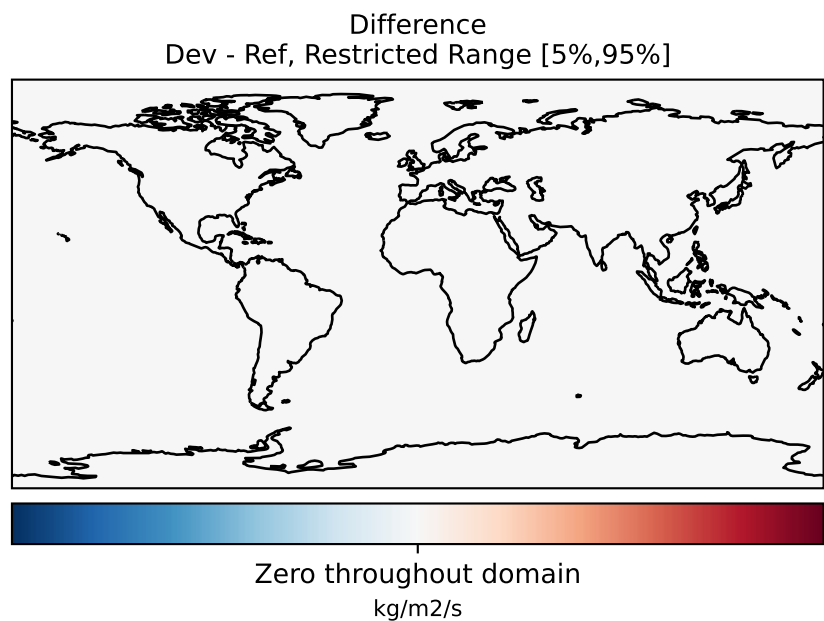 Difference
Dev - Ref, Restricted Range [5%,95%]
Zero throughout domain
kg/m2/s